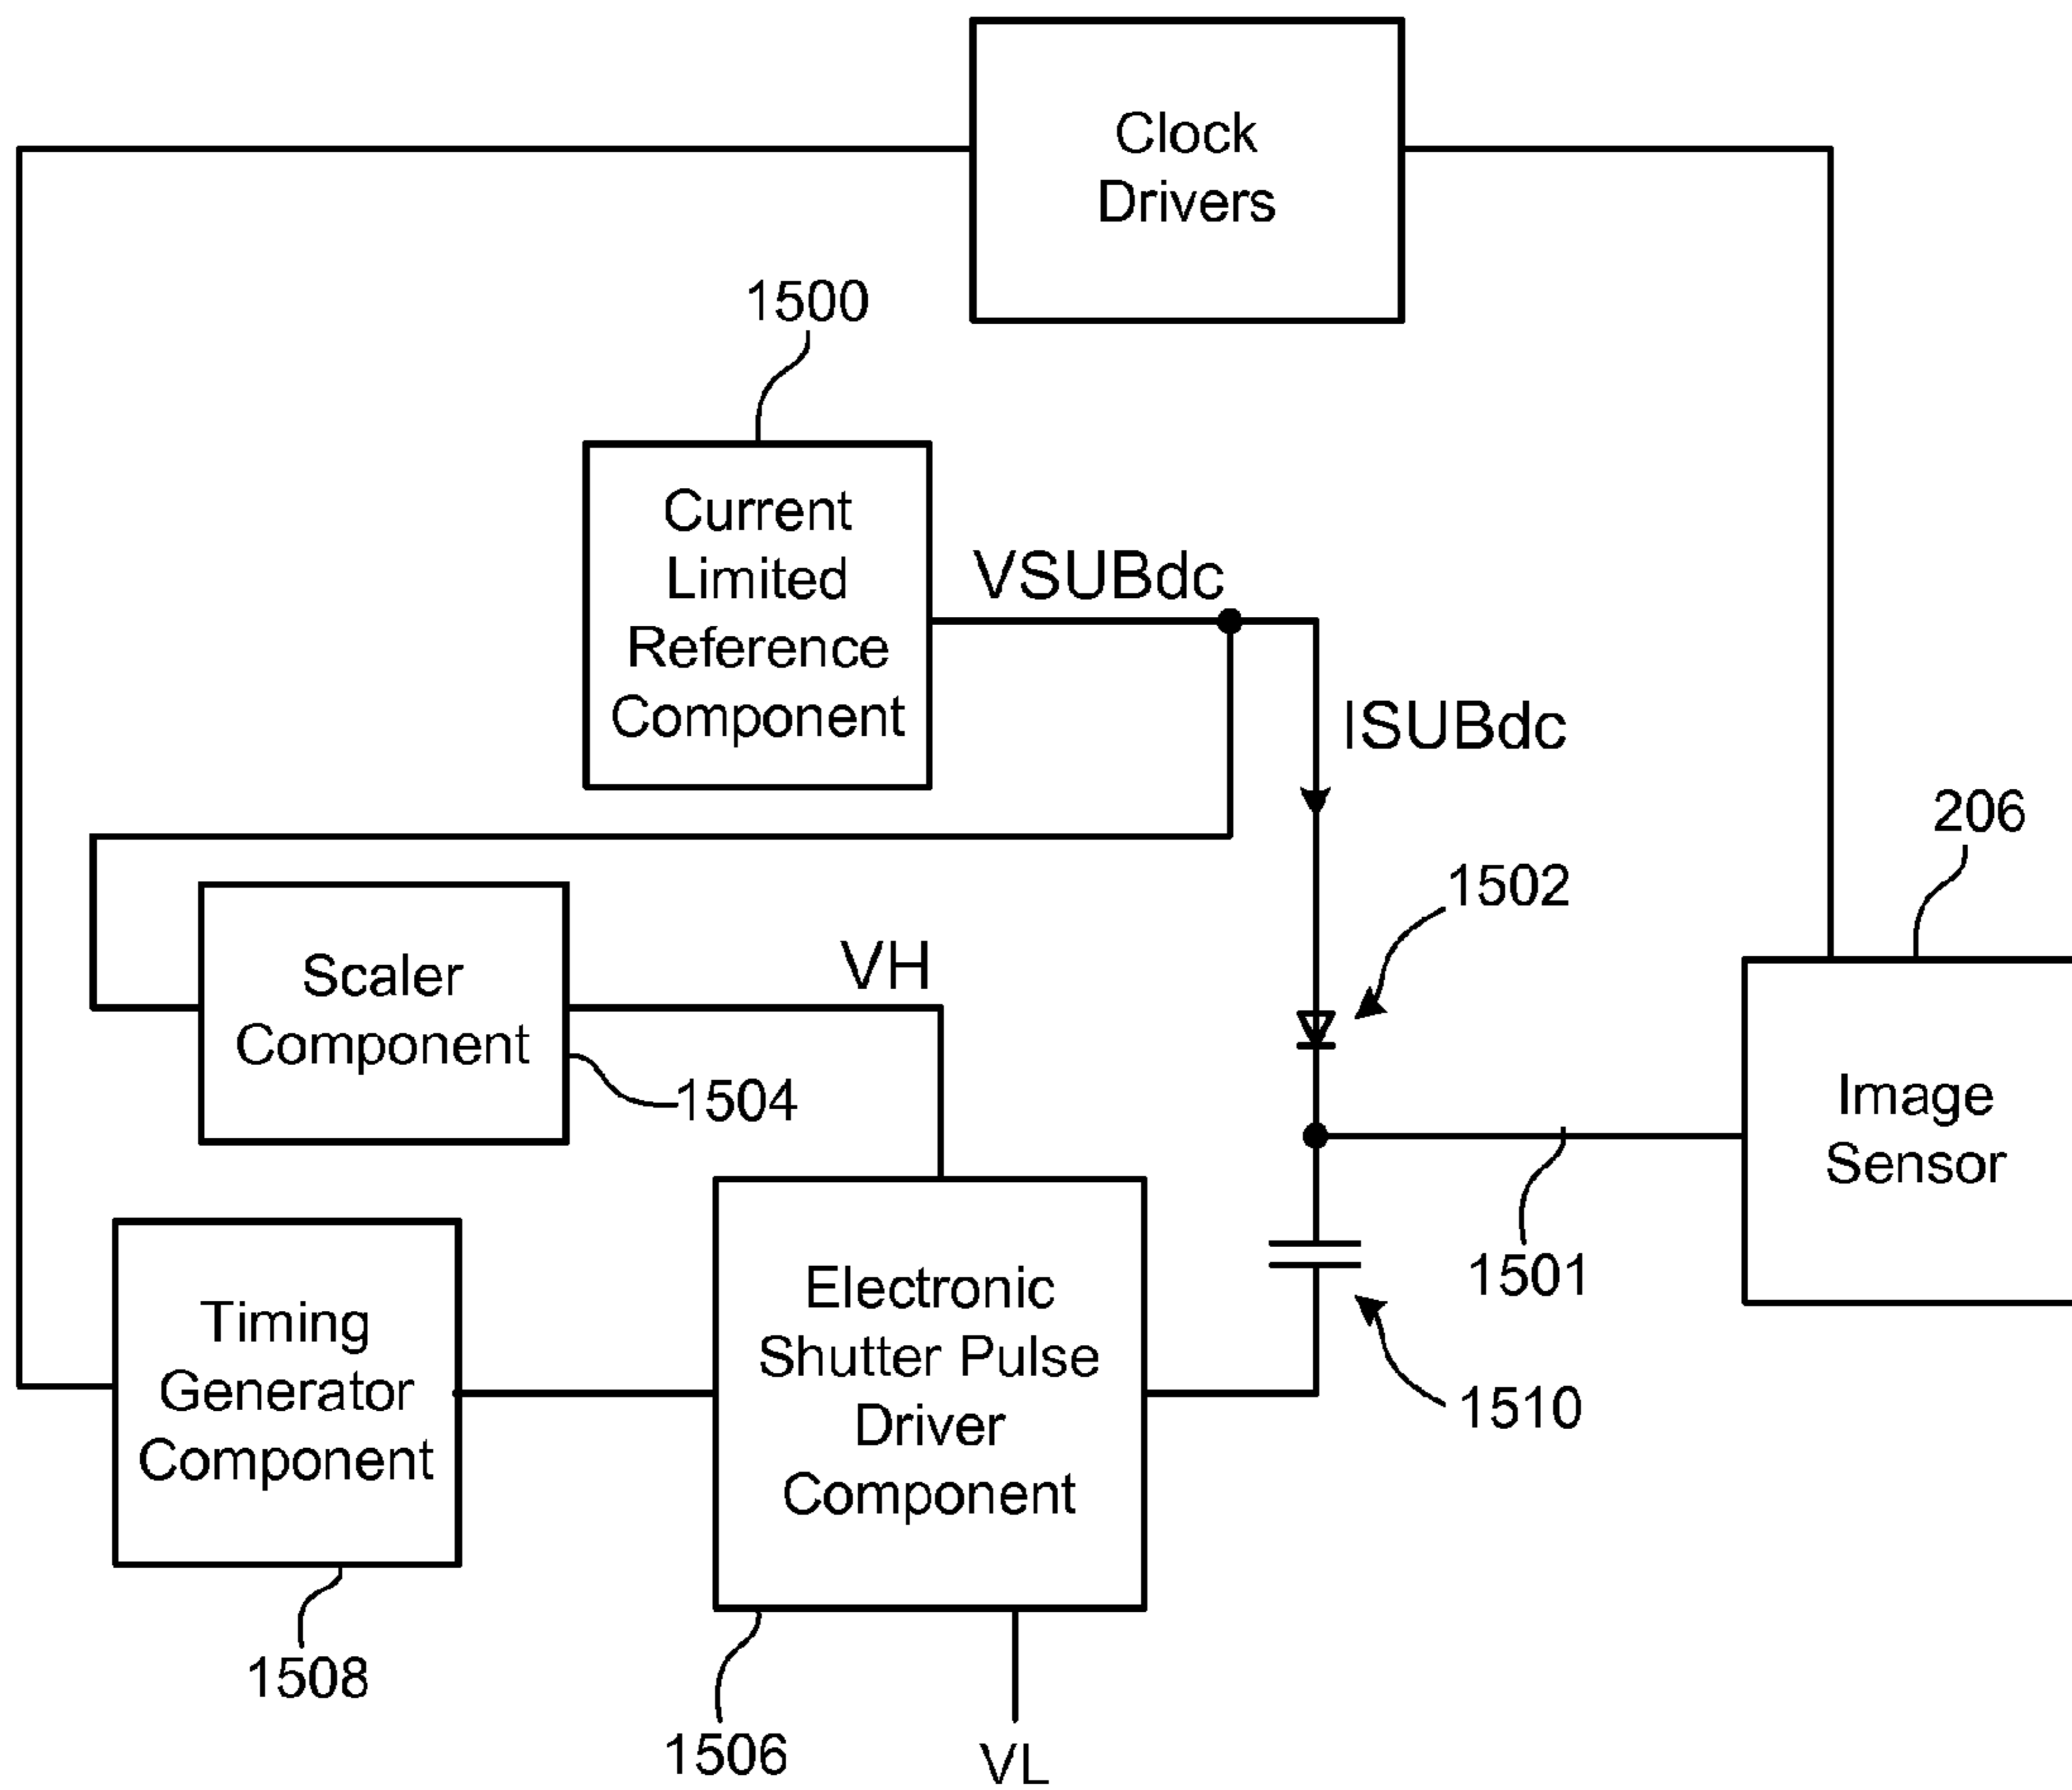 Clock
Drivers
1500
Current
Limited
Reference
Component
VSUBdc
ISUBdc
206
1502
Scaler
Component
VH
1504
Image
Sensor
1501
Timing
Generator
Component
Electronic
Shutter Pulse
Driver
Component
1510
1508
1506
VL